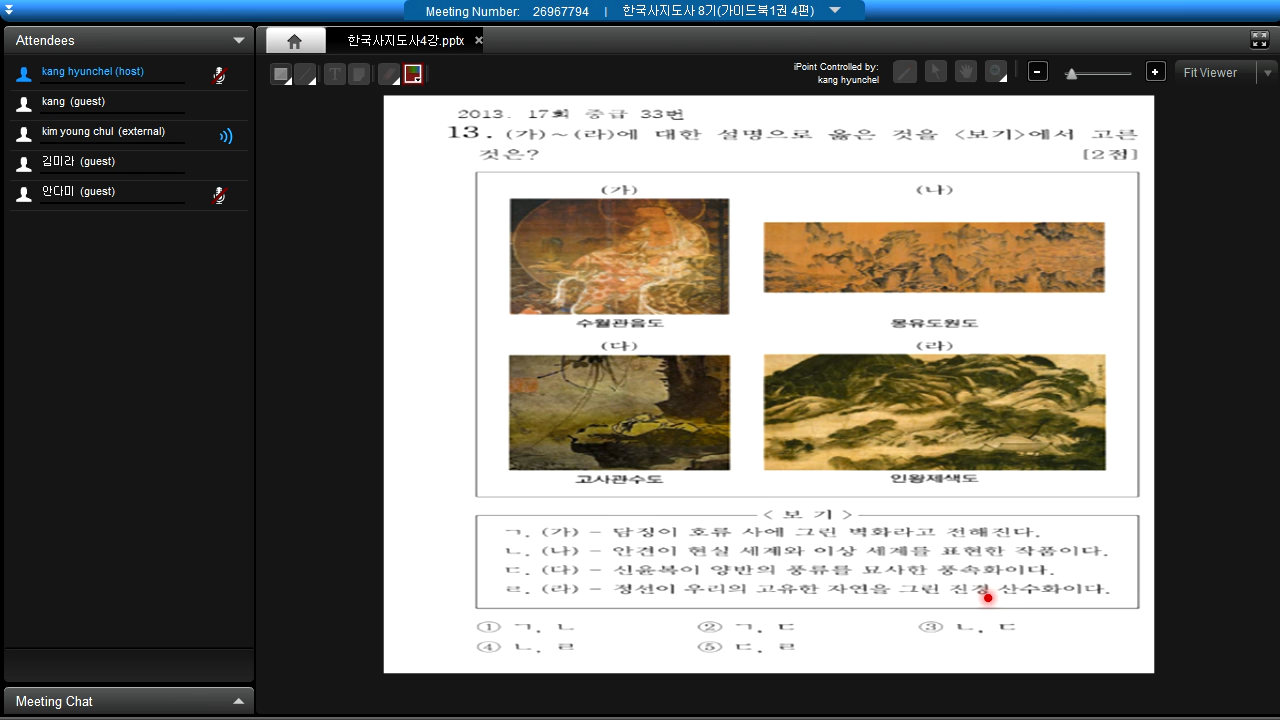 Meeting Number: 26967794 | 한국사지도사 8기(가이드북1권 4편)
Attendees
한국사지도사4강.pptx
kang hyunchel (host)
kang (guest)
kim young chul (external)
김미라 (guest)
안다미 (guest)
iPoint Controlled by:
kang hyunchel
Fit Viewer
2013. 17회 중급 33번
13. (가)~(라)에 대한 설명으로 옳은 것을 <보기>에서 고른
것은? [2점]
(가) (나)
수월관음도 몽유도원도
(다) (라)
고사관수도 인왕제색도
<보 기>
ㄱ. (가) - 담징이 호류 사에 그린 벽화라고 전해진다.
ㄴ. (나) - 안견이 현실 세계와 이상 세계를 표현한 작품이다.
ㄷ. (다) - 신윤복이 양반의 풍류를 묘사한 풍속화이다.
ㄹ. (라) - 정선이 우리의 고유한 자연을 그린 진경 산수화이다.
① ㄱ, ㄴ ② ㄱ, ㄷ ③ ㄴ, ㄷ
④ ㄴ, ㄹ ⑤ ㄷ, ㄹ
Meeting Chat